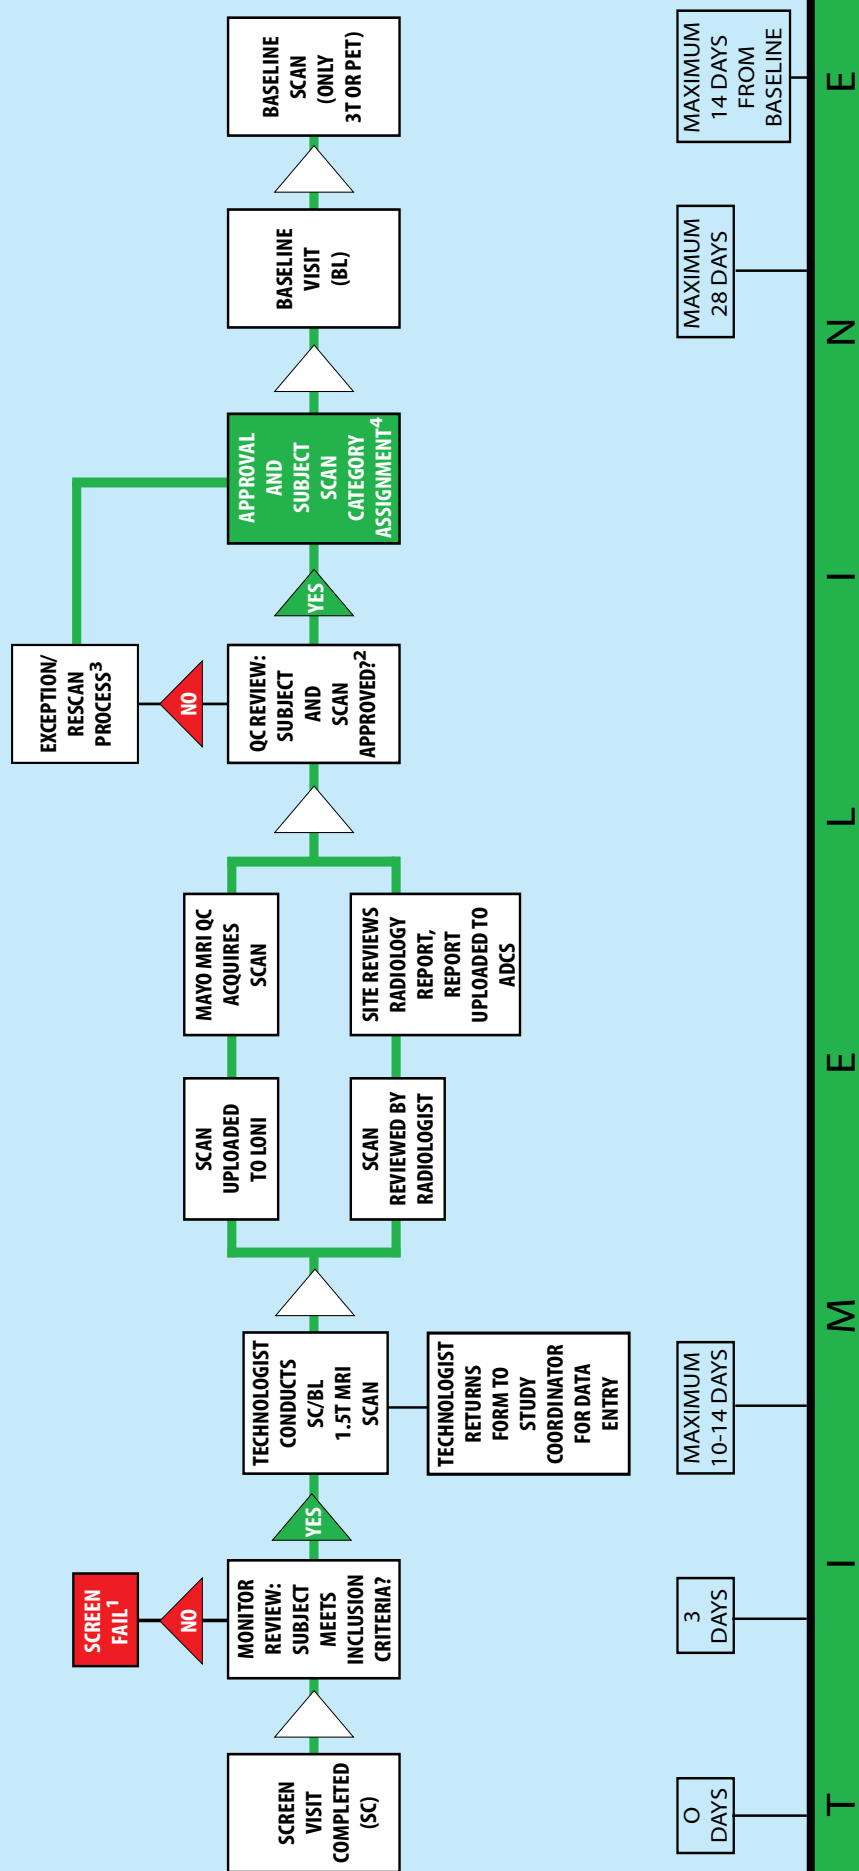 SCREEN
VISIT
COMPLETED
(SC)
MONITOR
REVIEW:
SUBJECT
MEETS
INCLUSION
CRITERIA?
NO
SCREEN
FAIL1
YES
TECHNOLOGIST
CONDUCTS
SC/BL
1.5T MRI
SCAN
TECHNOLOGIST
RETURNS
FORM TO
STUDY
COORDINATOR
FOR DATA
ENTRY
SCAN
UPLOADED
TO LONI
MAYO MRI QC
ACQUIRES
SCAN
SCAN
REVIEWED BY
RADIOLOGIST
SITE REVIEWS
RADIOLOGY
REPORT,
REPORT
UPLOADED TO
ADCS
QC REVIEW:
SUBJECT
AND
SCAN
APPROVED?2
NO
EXCEPTION/
RESCAN
PROCESS3
YES
APPROVAL
AND
SUBJECT
SCAN
CATEGORY
ASSIGNMENT4
BASELINE
VISIT
(BL)
BASELINE
SCAN
(ONLY
3T OR PET)
O
DAYS
3
DAYS
MAXIMUM
10-14 DAYS
MAXIMUM
28 DAYS
MAXIMUM
14 DAYS
FROM
BASELINE
T I M E L I N E